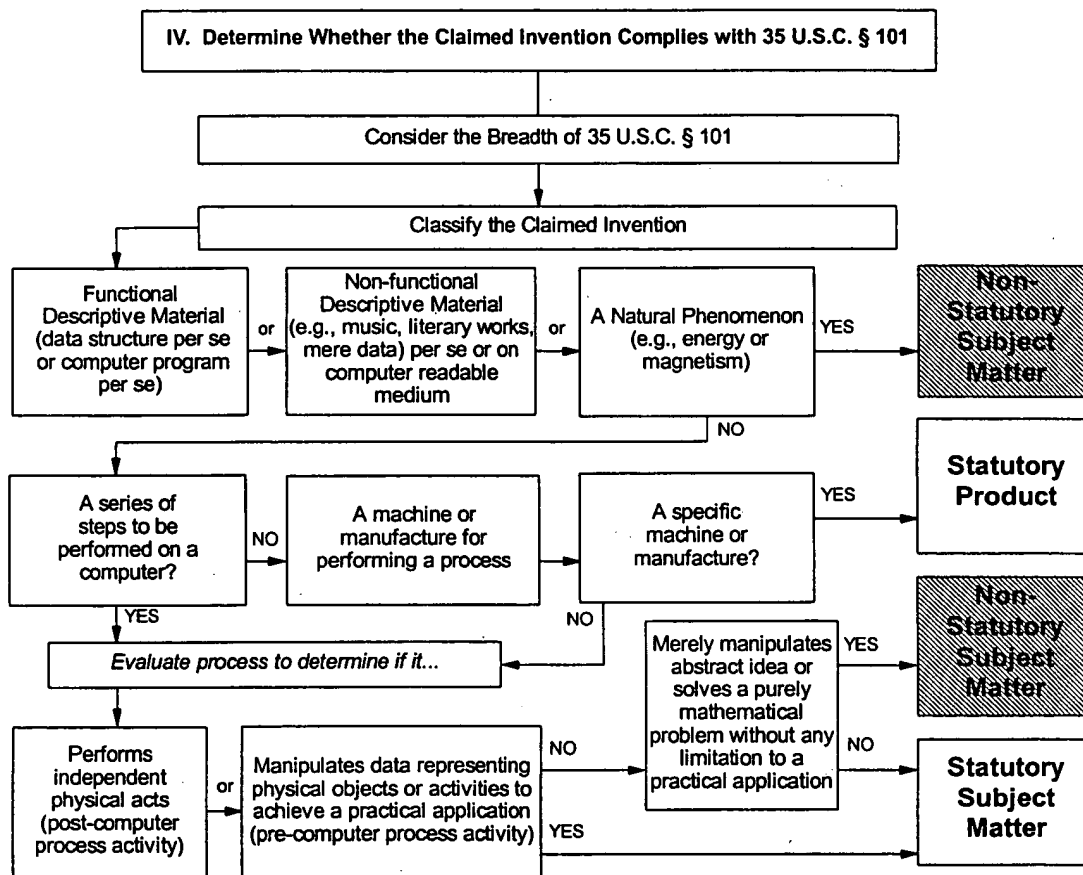 IV. Determine Whether the Claimed Invention Complies with 35 U.S.C. § 101
Consider the Breadth of 35 U.S.C. § 101
Classify the Claimed Invention
Functional
Descriptive Material
(data structure per se
or computer program
per se)
or
Non-functional
Descriptive Material
(e.g., music, literary works,
mere data) per se or on
computer readable
medium
or
A Natural Phenomenon
(e.g., energy or
magnetism)
YES
Non-
Statutory
Subject
Matter
NO
A series of
steps to be
performed on a
computer?
NO
A machine or
manufacture for
performing a process
A specific
machine or
manufacture?
YES
Statutory
Product
YES
NO
Evaluate process to determine if it...
Performs
independent
physical acts
(post-computer
process activity)
or
Manipulates data representing
physical objects or activities to
achieve a practical application
(pre-computer process activity)
NO
YES
Merely manipulates
abstract idea or
solves a purely
mathematical
problem without any
limitation to a
practical application
YES
Non-
Statutory
Subject
Matter
NO
Statutory
Subject
Matter